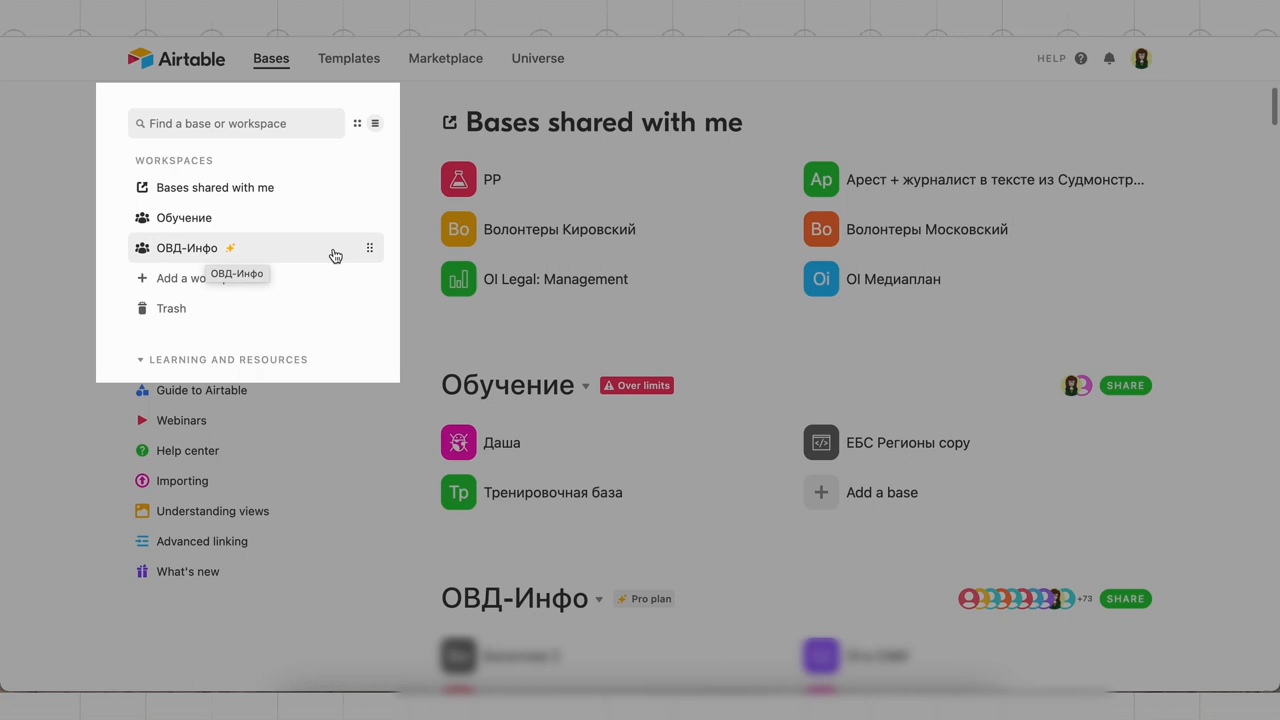 Airtable
Bases
Templates
Marketplace
Universe
HELP
Find a base or workspace
WORKSPACES
Bases shared with me
Обучение
ОВД-Инфо
ОВД-Инфо
Add a wo
Trash
LEARNING AND RESOURCES
Guide to Airtable
Webinars
Help center
Importing
Understanding views
Advanced linking
What's new
Bases shared with me
PP
Ap Арест + журналист в тексте из Судмонстр...
Во Волонтеры Кировский
Во Волонтеры Московский
OI Legal: Management
Oi OI Медиаплан
Обучение
Over limits
SHARE
Даша
ЕБС Регионы сору
Тр Тренировочная база
Add a base
ОВД-Инфо
Pro plan
+73
SHARE